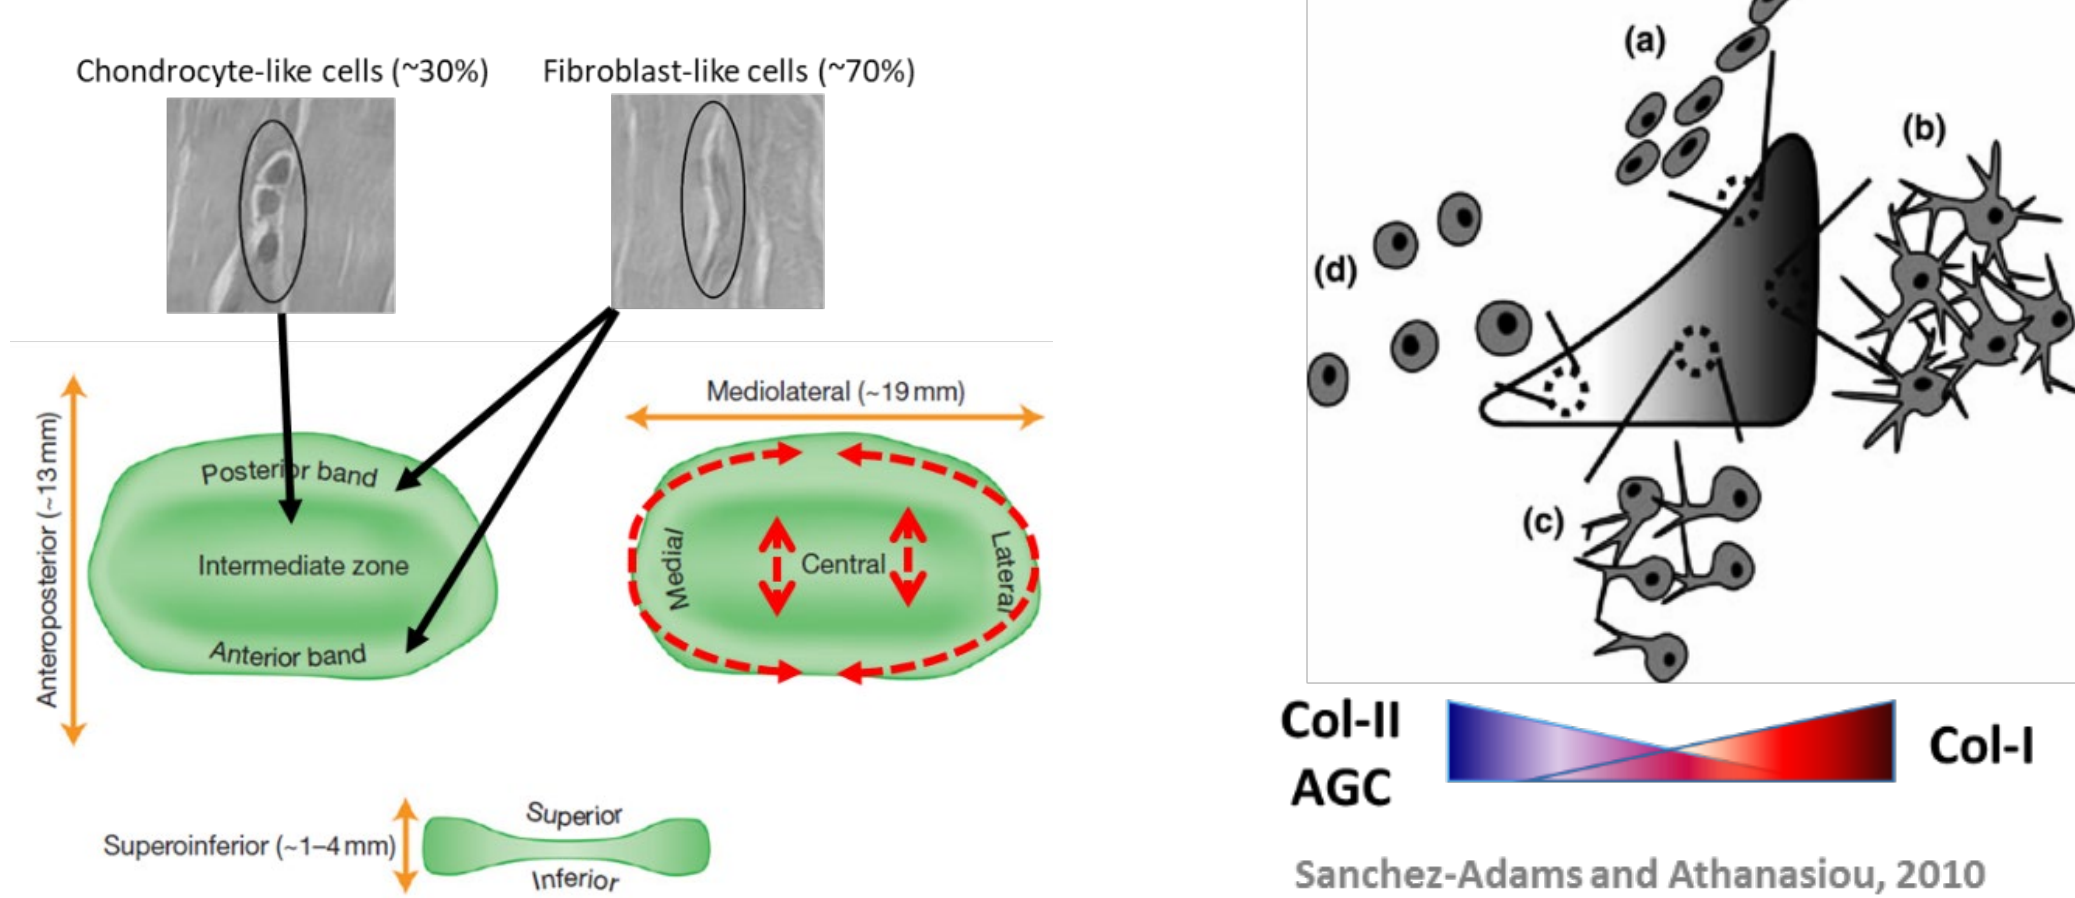 Chondrocyte-like cells (~30%)
Fibroblast-like cells (~70%)
Anteroposterior (~13 mm)
Posterior band
Intermediate zone
Anterior band
Mediolateral (~19 mm)
Medial
Central
Lateral
Superoinferior (~1–4 mm)
Superior
Inferior
(a)
(b)
(d)
(c)
Col-II
AGC
Col-I
Sanchez-Adams and Athanasiou, 2010